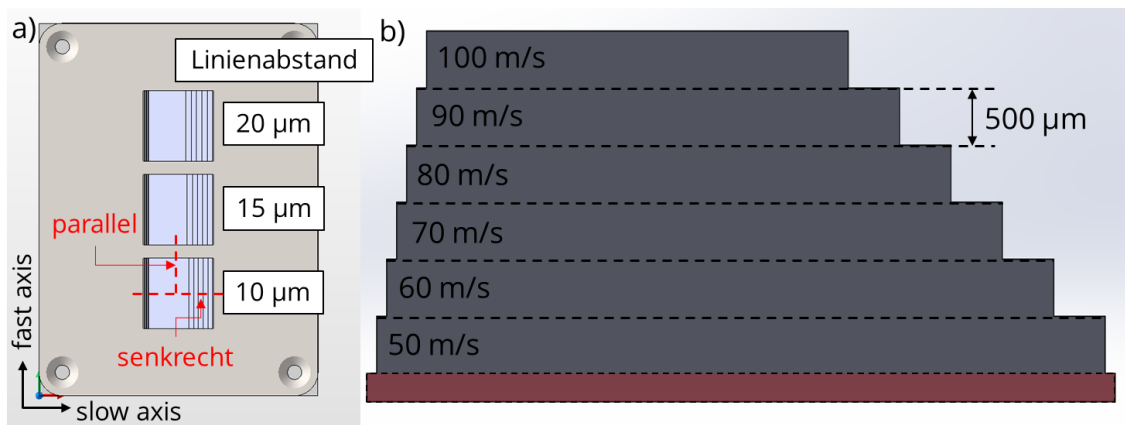 a)
Linienabstand
20 µm
15 µm
parallel
10 µm
senkrecht
fast axis
slow axis
b)
100 m/s
90 m/s
500 µm
80 m/s
70 m/s
60 m/s
50 m/s